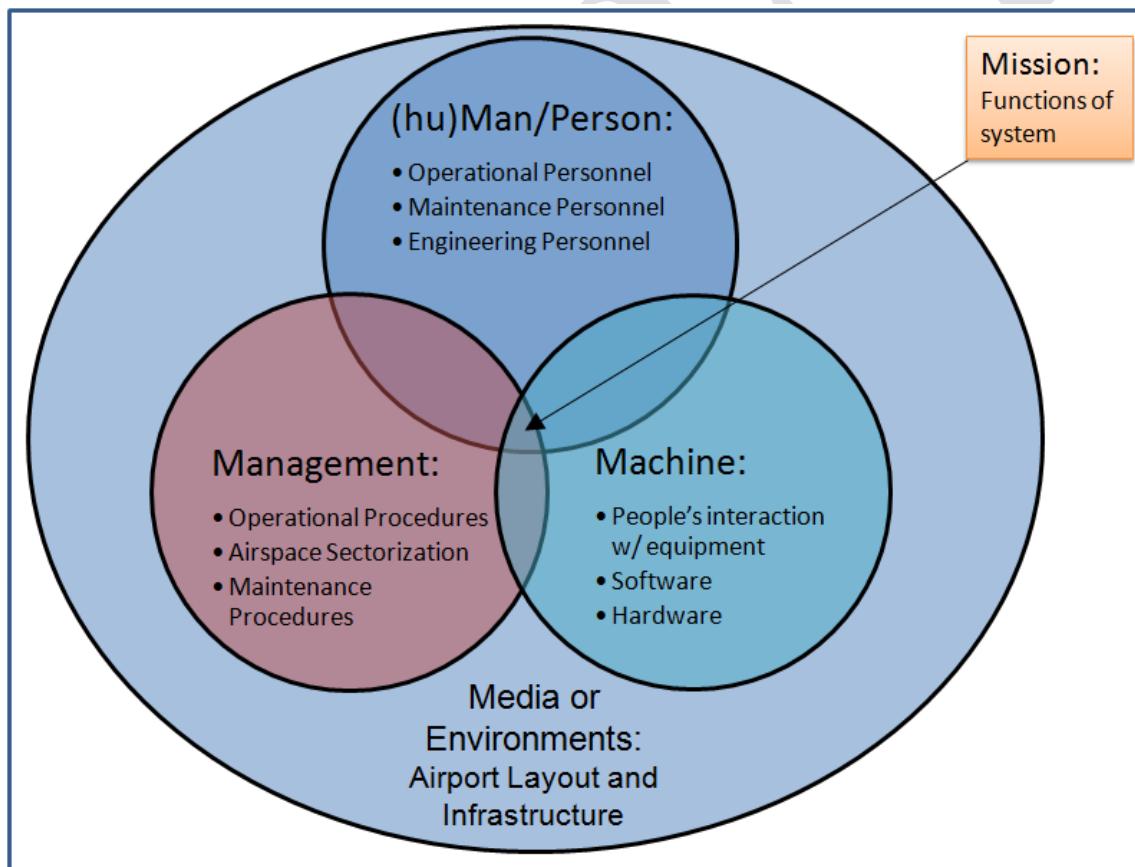 Mission:
Functions of
system
(hu)Man/Person:
• Operational Personnel
• Maintenance Personnel
• Engineering Personnel
Management:
• Operational Procedures
• Airspace Sectorization
• Maintenance
Procedures
Machine:
• People's interaction
w/ equipment
• Software
• Hardware
Media or
Environments:
Airport Layout and
Infrastructure